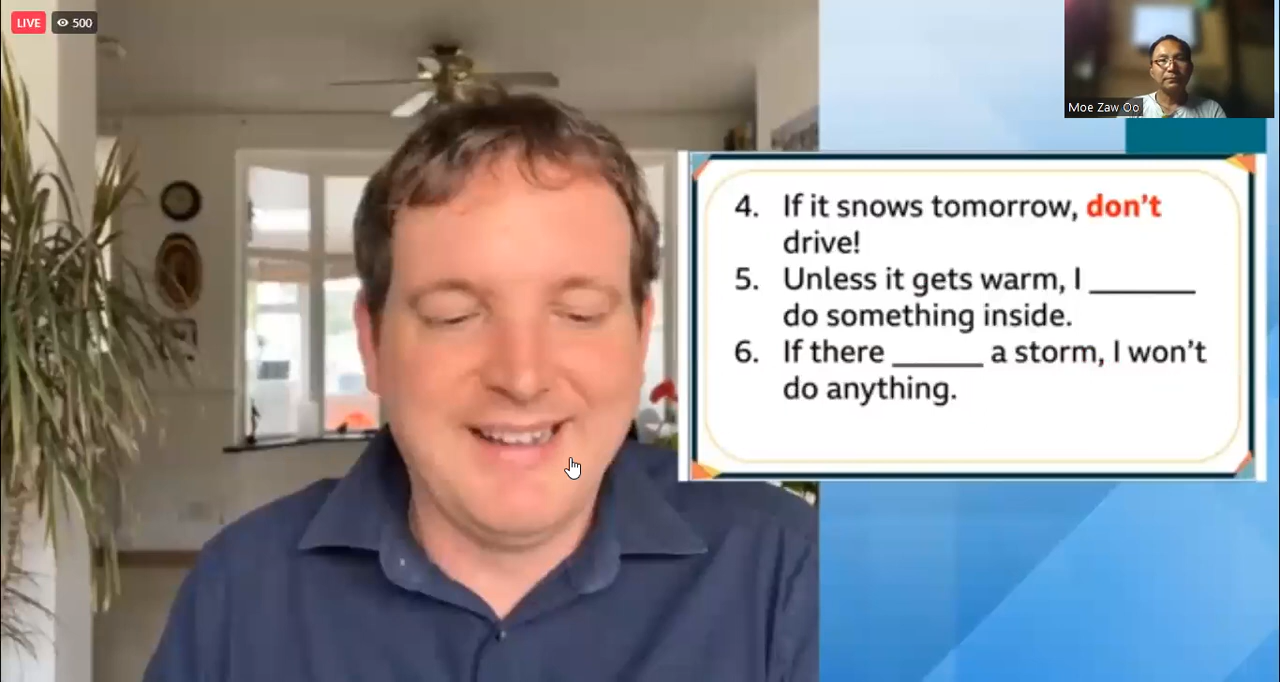 LIVE 500
Moe Zaw Oo
4. If it snows tomorrow, don't
drive!
5. Unless it gets warm, I _______
do something inside.
6. If there ______ a storm, I won't
do anything.